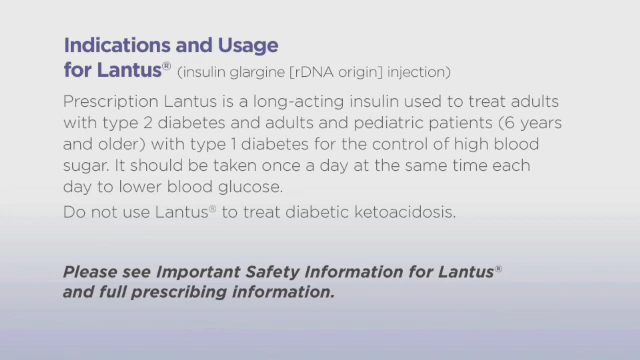 Indications and Usage
for Lantus® (insulin glargine [rDNA origin] injection)
Prescription Lantus is a long-acting insulin used to treat adults
with type 2 diabetes and adults and pediatric patients (6 years
and older) with type 1 diabetes for the control of high blood
sugar. It should be taken once a day at the same time each
day to lower blood glucose.
Do not use Lantus® to treat diabetic ketoacidosis.
Please see Important Safety Information for Lantus®
and full prescribing information.